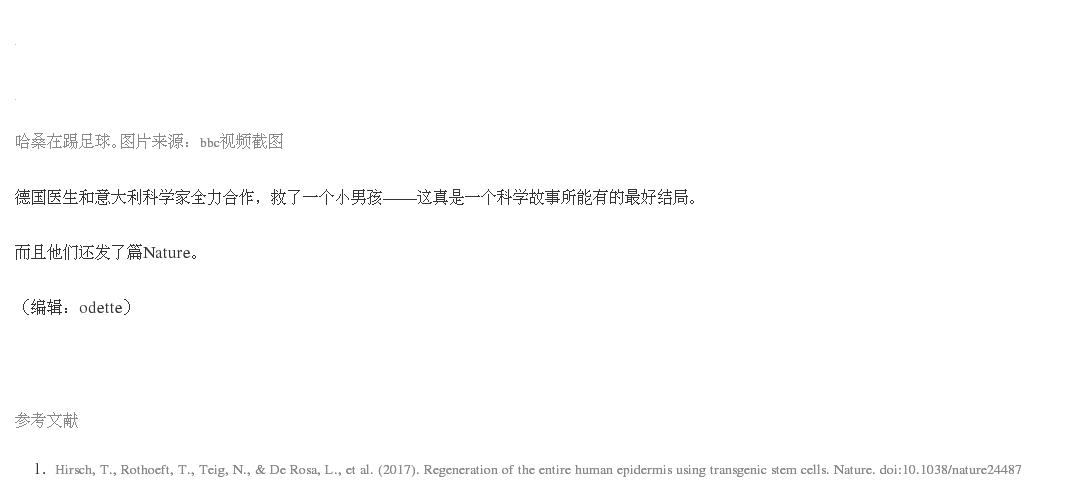 哈桑在踢足球。图片来源：bbc视频截图
德国医生和意大利科学家全力合作，救了一个小男孩——这真是一个科学故事所能有的最好结局。
而且他们还发了篇Nature。
（编辑：odette）
参考文献
1. Hirsch, T., Rothoeft, T., Teig, N., & De Rosa, L., et al. (2017). Regeneration of the entire human epidermis using transgenic stem cells. Nature. doi:10.1038/nature24487